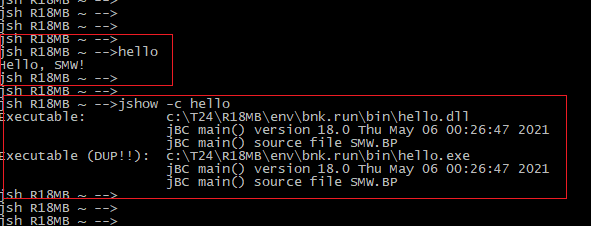 jsh R18MB ~ -->
jsh R18MB ~ -->
jsh R18MB ~ -->
jsh R18MB ~ -->hello
Hello, SMW!
jsh R18MB ~ -->
jsh R18MB ~ -->
jsh R18MB ~ -->jshow -c hello
Executable: c:\T24\R18MB\env\bnk.run\bin\hello.dll
jBC main() version 18.0 Thu May 06 00:26:47 2021
jBC main() source file SMW.BP
Executable (DUP!!): c:\T24\R18MB\env\bnk.run\bin\hello.exe
jBC main() version 18.0 Thu May 06 00:26:47 2021
jBC main() source file SMW.BP
jsh R18MB ~ -->
jsh R18MB ~ -->
jsh R18MB ~ -->